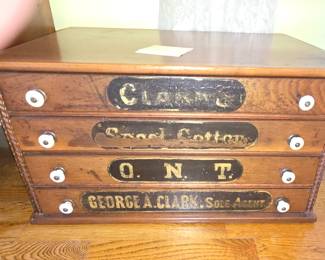 CLARK'S
Spool Cotton
O. N. T.
GEORGE A. CLARK. SOLE AGENT.